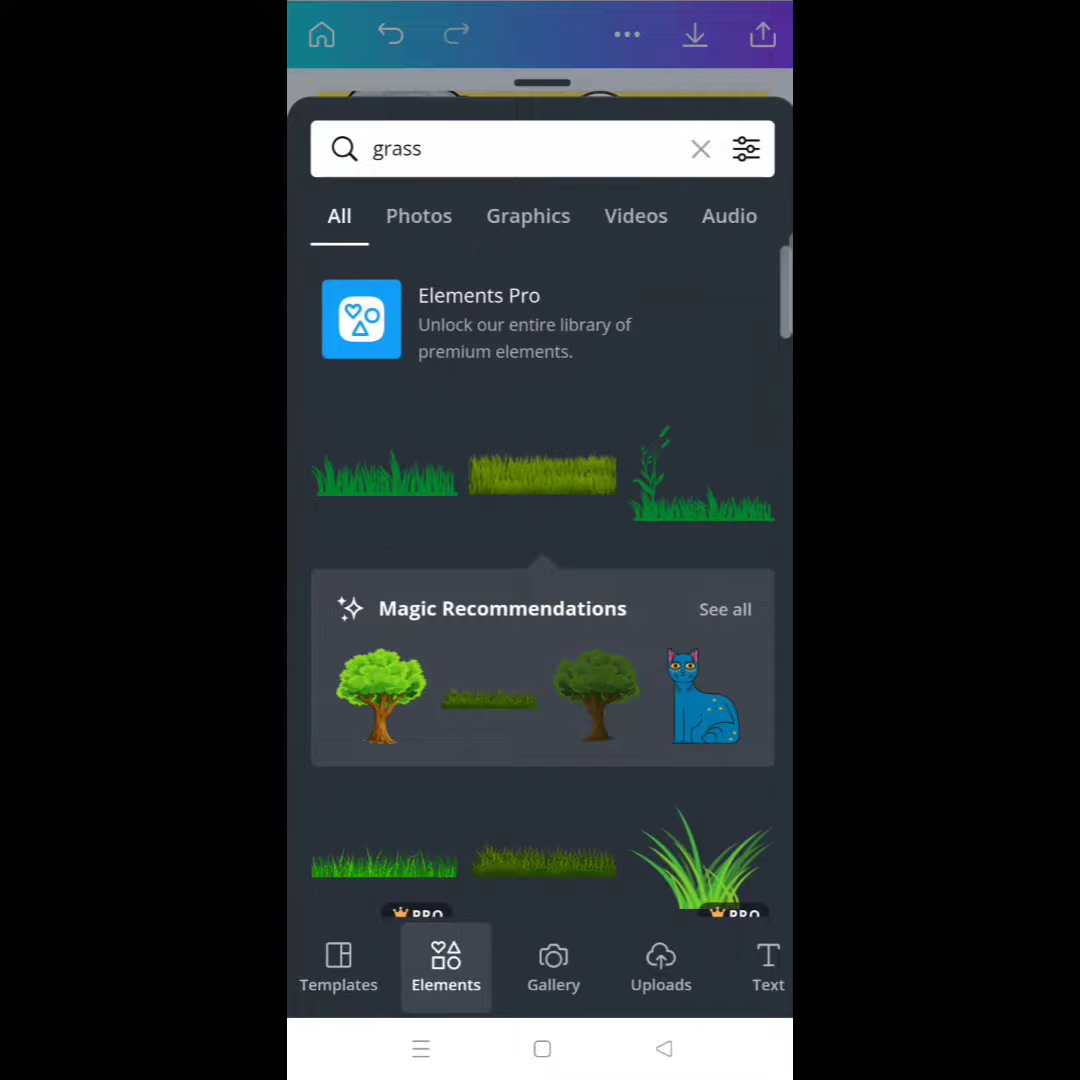 grass
All Photos Graphics Videos Audio
Elements Pro
Unlock our entire library of
premium elements.
Magic Recommendations See all
PRO PRO
Templates Elements Gallery Uploads Text